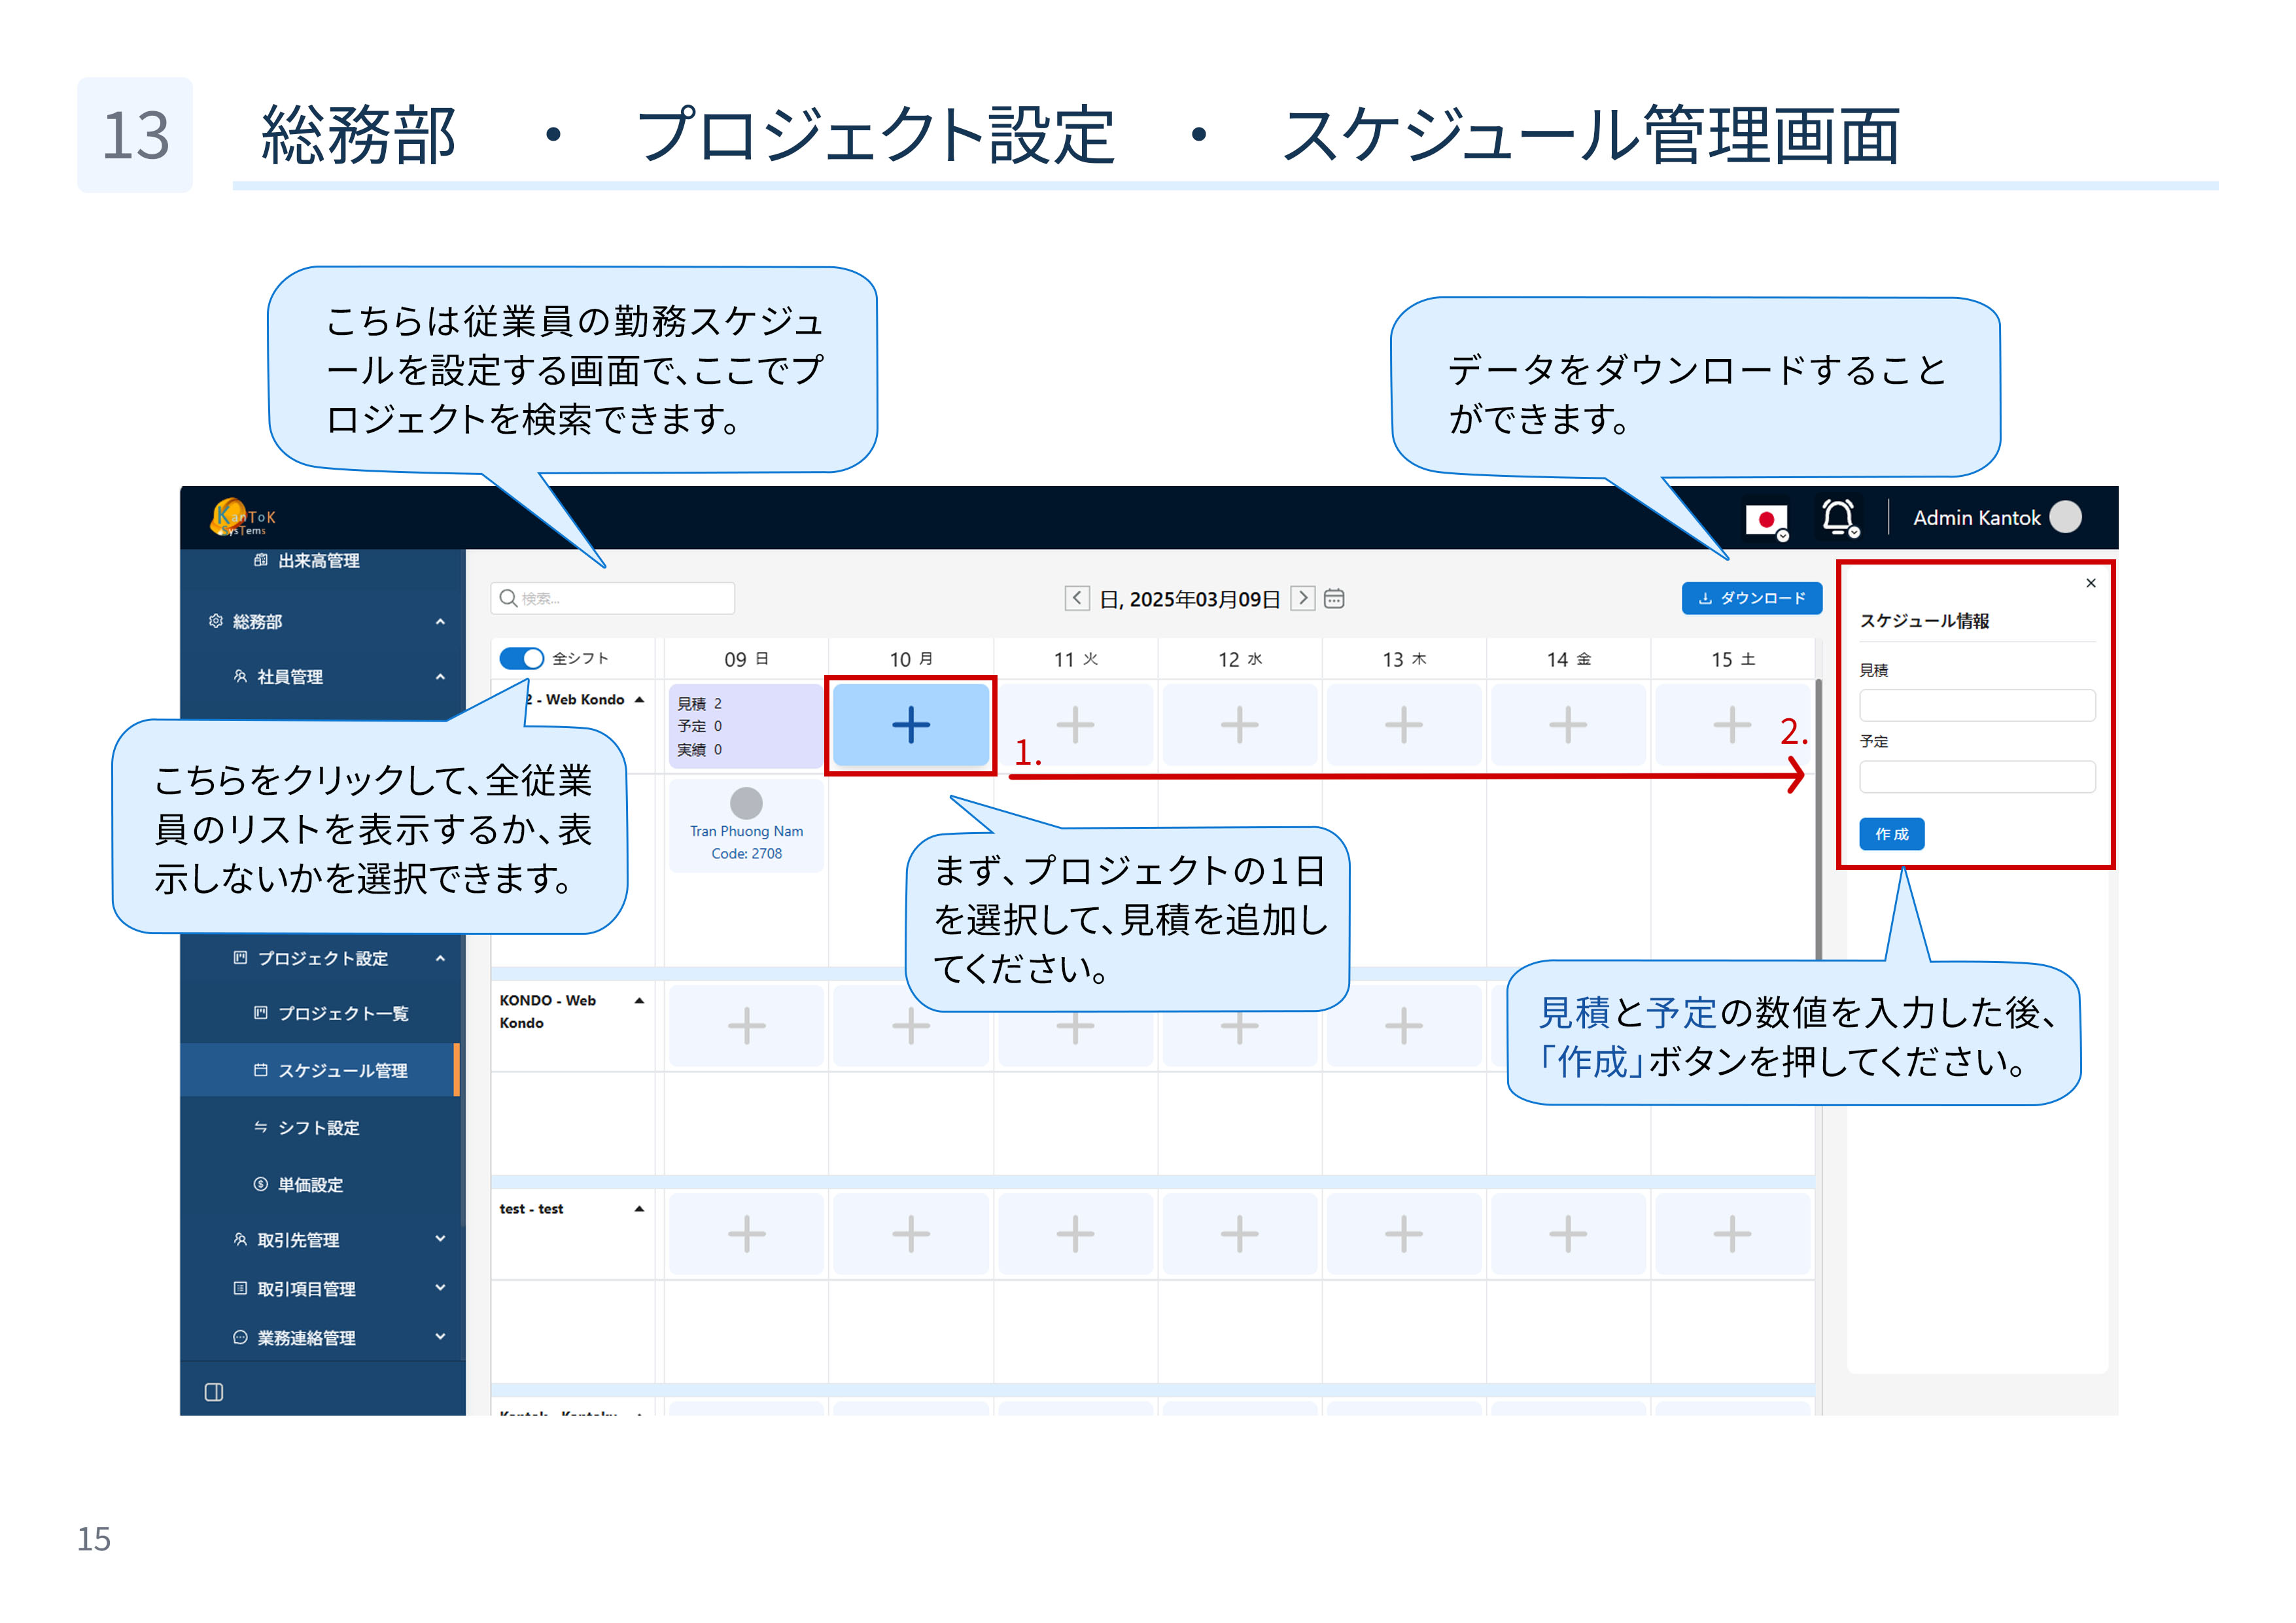 13
総務部 ・ プロジェクト設定 ・ スケジュール管理画面
こちらは従業員の勤務スケジュ
ールを設定する画面で、ここでプ
ロジェクトを検索できます。
データをダウンロードすること
ができます。
KanToK
SysTems
Admin Kantok
出来高管理
総務部
社員管理
検索...
日, 2025年03月09日
ダウンロード
全シフト
09 日
10 月
11 火
12 水
13 木
14 金
15 土
2 - Web Kondo
見積 2
予定 0
実績 0
1.
2.
Tran Phuong Nam
Code: 2708
スケジュール情報
見積
予定
作成
こちらをクリックして、全従業
員のリストを表示するか、表
示しないかを選択できます。
まず、プロジェクトの1日
を選択して、見積を追加し
てください。
見積と予定の数値を入力した後、
「作成」ボタンを押してください。
プロジェクト設定
プロジェクト一覧
スケジュール管理
シフト設定
単価設定
取引先管理
取引項目管理
業務連絡管理
KONDO - Web
Kondo
test - test
15